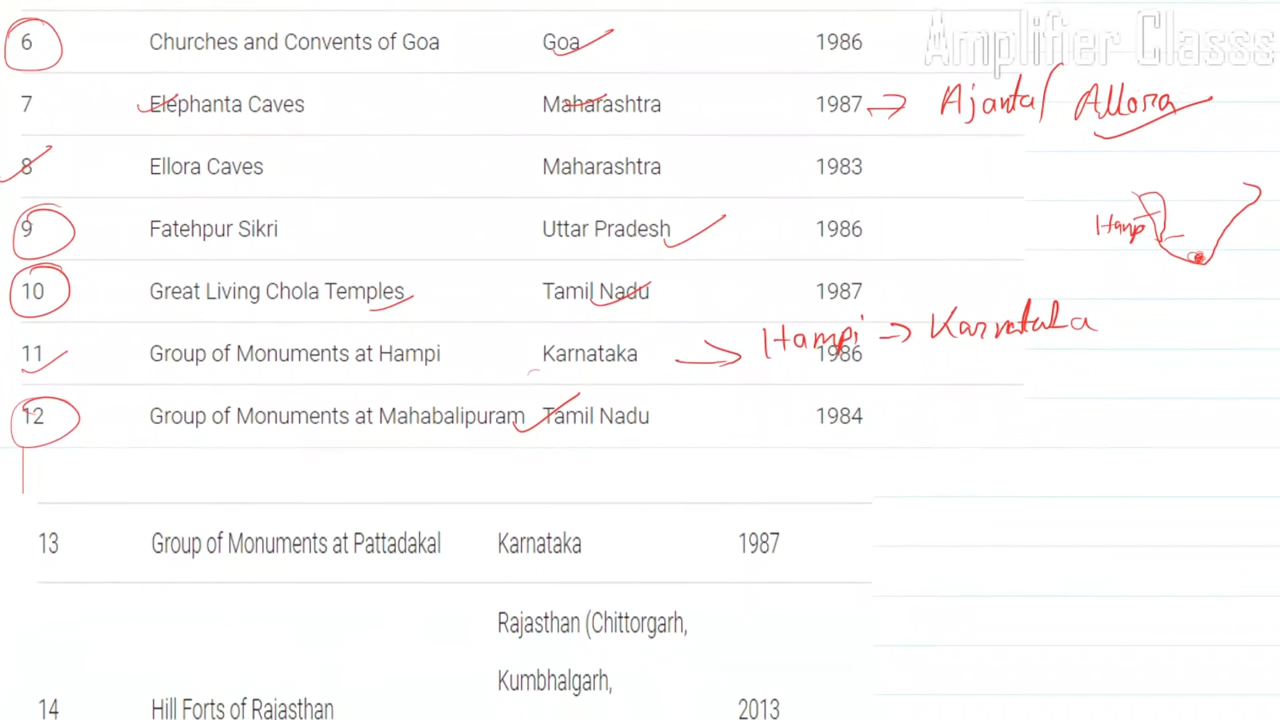 Amplifier Classs
6 Churches and Convents of Goa Goa 1986
7 Elephanta Caves Maharashtra 1987 → Ajanta/ Allora
8 Ellora Caves Maharashtra 1983
9 Fatehpur Sikri Uttar Pradesh 1986
Hamp
10 Great Living Chola Temples Tamil Nadu 1987
Hampi → Karnataka
11 Group of Monuments at Hampi Karnataka → 1986
12 Group of Monuments at Mahabalipuram Tamil Nadu 1984
13 Group of Monuments at Pattadakal Karnataka 1987
Rajasthan (Chittorgarh,
Kumbhalgarh,
14 Hill Forts of Rajasthan 2013